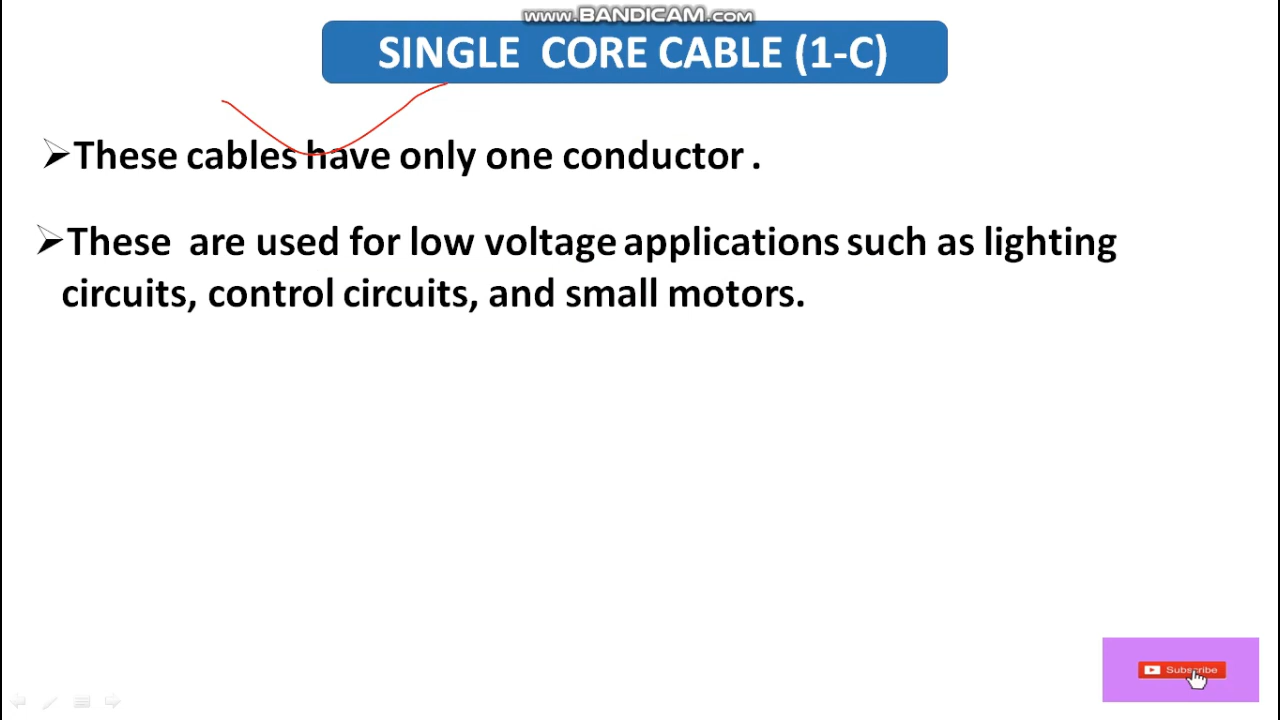 www.BANDICAM.com
SINGLE CORE CABLE (1-C)
These cables have only one conductor .
These are used for low voltage applications such as lighting
circuits, control circuits, and small motors.
Subscribe